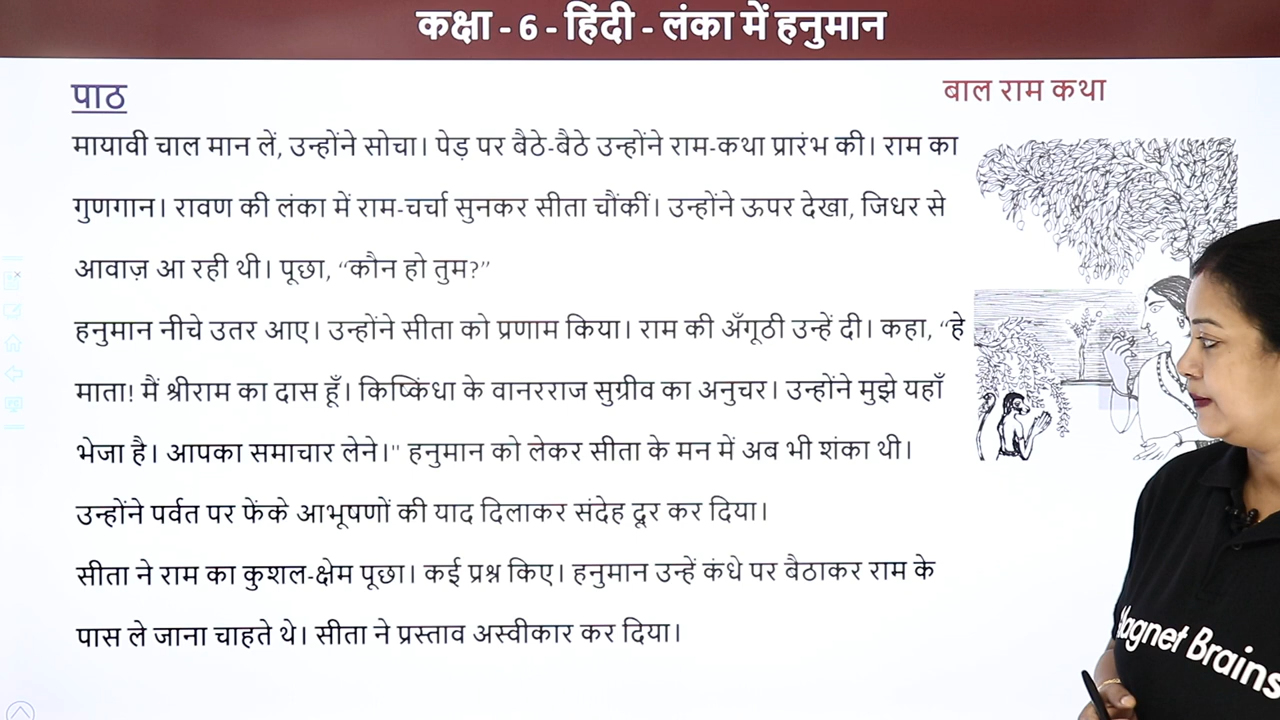 कक्षा - 6 - हिंदी - लंका में हनुमान
पाठ
बाल राम कथा
मायावी चाल मान लें, उन्होंने सोचा। पेड़ पर बैठे-बैठे उन्होंने राम-कथा प्रारंभ की। राम का
गुणगान। रावण की लंका में राम-चर्चा सुनकर सीता चौंकीं। उन्होंने ऊपर देखा, जिधर से
आवाज़ आ रही थी। पूछा, “कौन हो तुम?”
हनुमान नीचे उतर आए। उन्होंने सीता को प्रणाम किया। राम की अँगूठी उन्हें दी। कहा, “हे
माता! मैं श्रीराम का दास हूँ। किष्किंधा के वानरराज सुग्रीव का अनुचर। उन्होंने मुझे यहाँ
भेजा है। आपका समाचार लेने।" हनुमान को लेकर सीता के मन में अब भी शंका थी।
उन्होंने पर्वत पर फेंके आभूषणों की याद दिलाकर संदेह दूर कर दिया।
सीता ने राम का कुशल-क्षेम पूछा। कई प्रश्न किए। हनुमान उन्हें कंधे पर बैठाकर राम के
पास ले जाना चाहते थे। सीता ने प्रस्ताव अस्वीकार कर दिया।
Magnet Brains